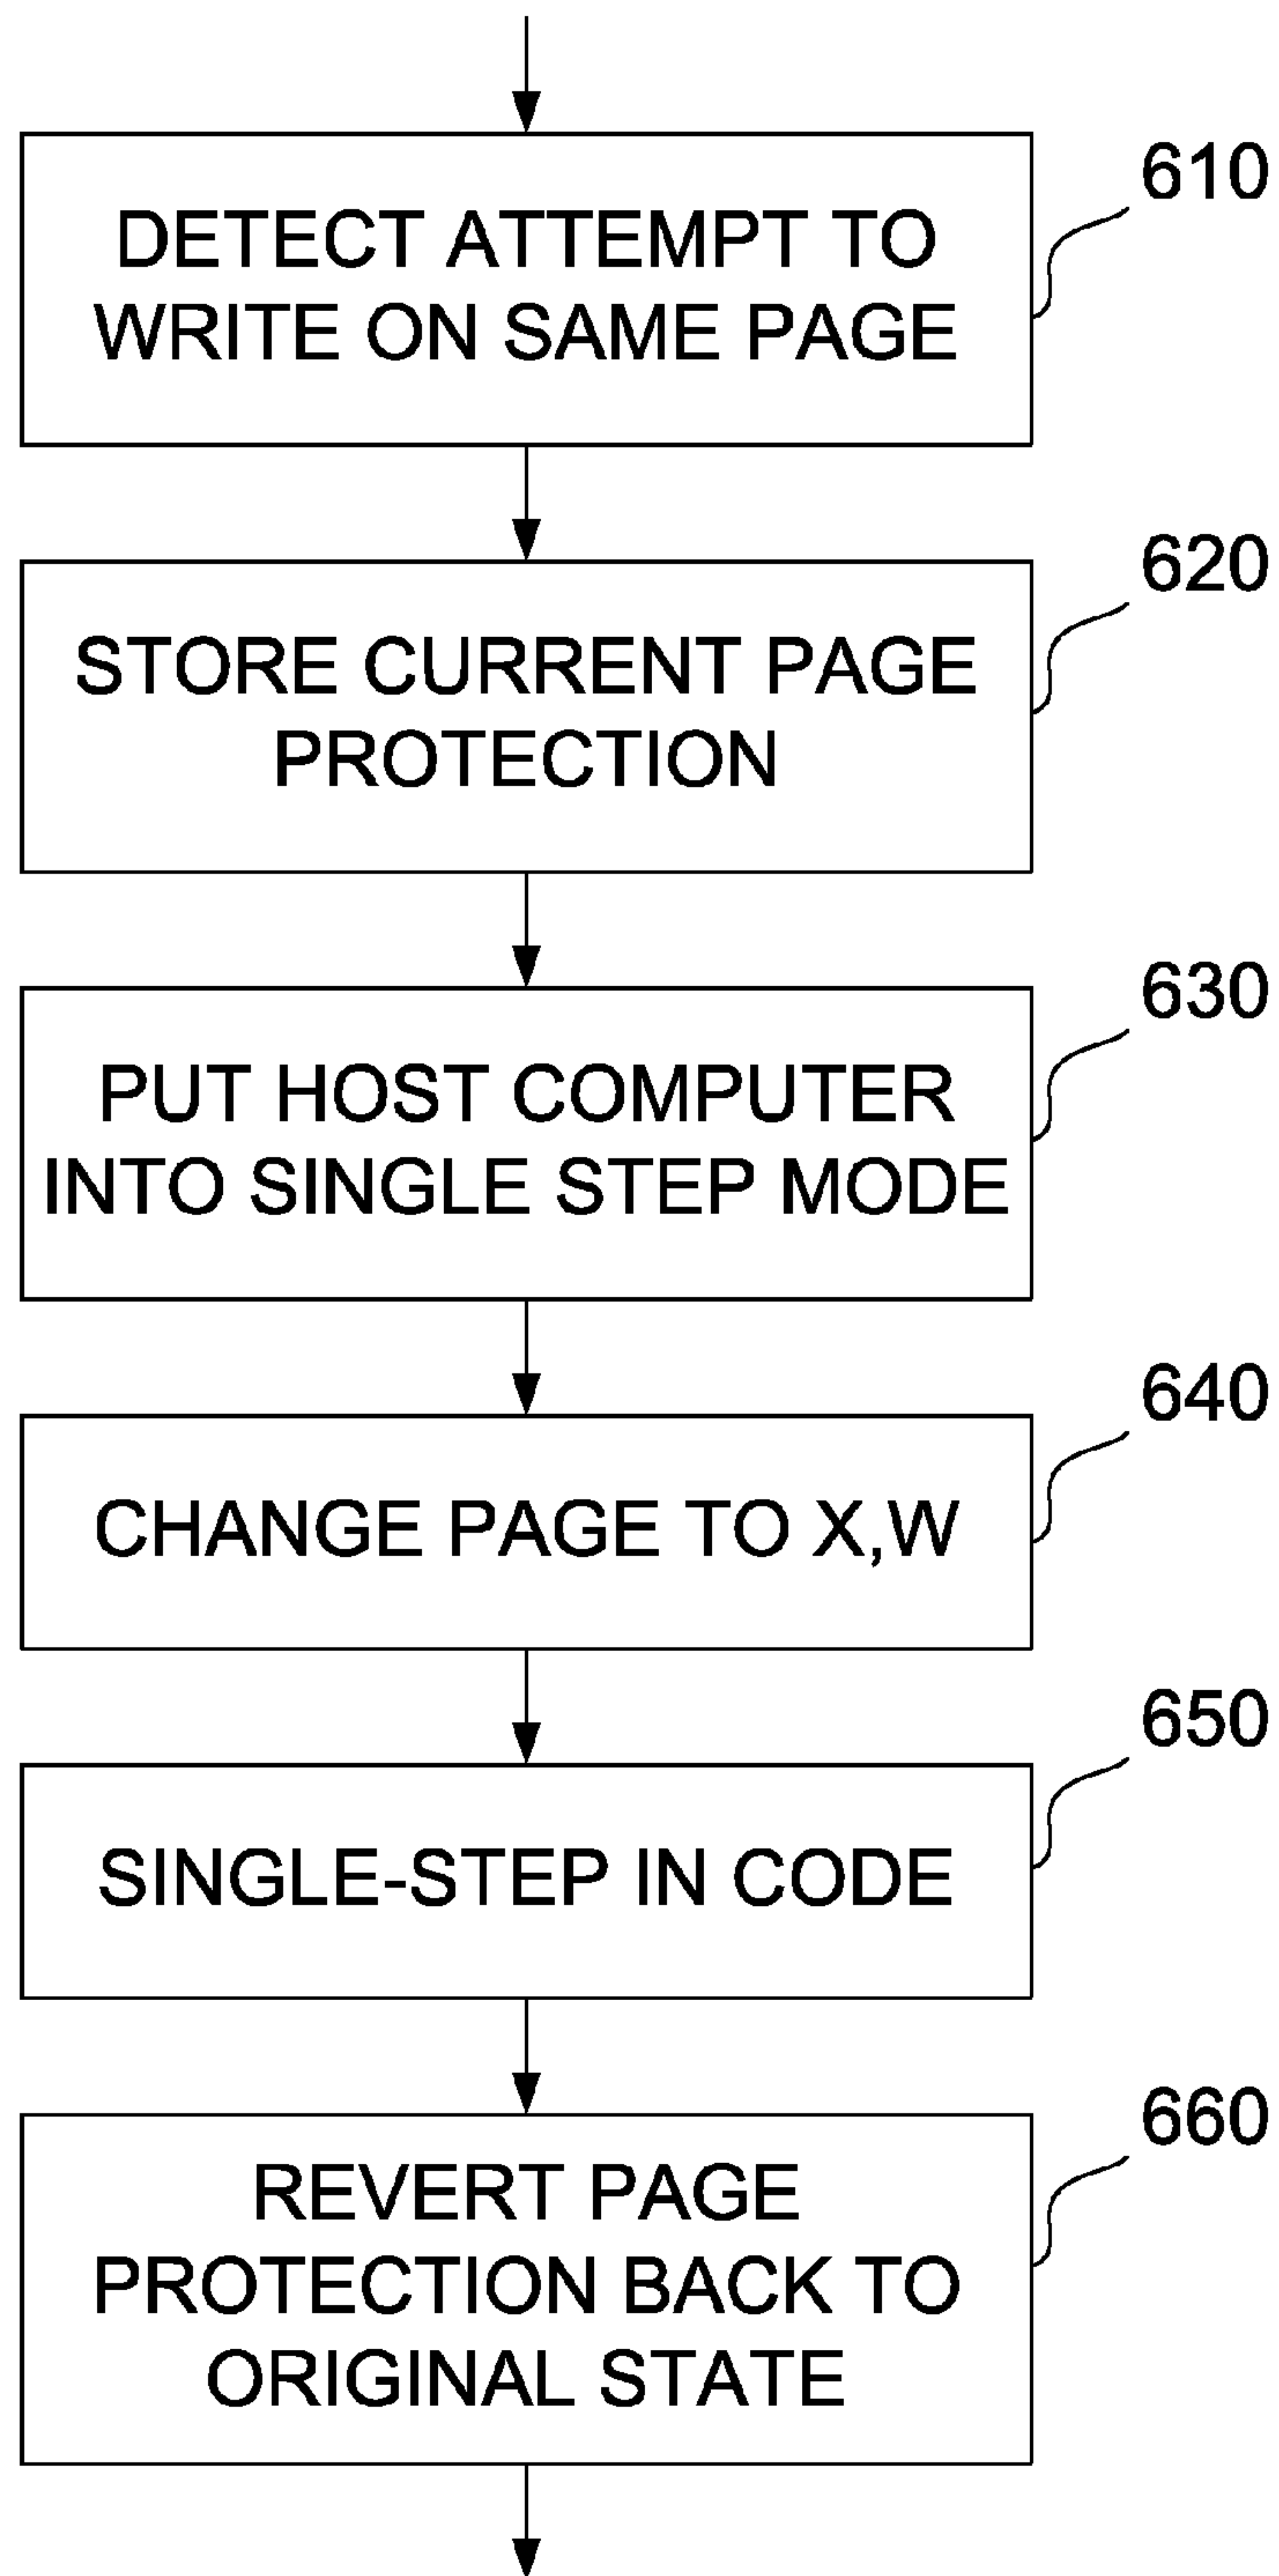 610
DETECT ATTEMPT TO
WRITE ON SAME PAGE
620
STORE CURRENT PAGE
PROTECTION
630
PUT HOST COMPUTER
INTO SINGLE STEP MODE
640
CHANGE PAGE TO X,W
650
SINGLE-STEP IN CODE
660
REVERT PAGE
PROTECTION BACK TO
ORIGINAL STATE